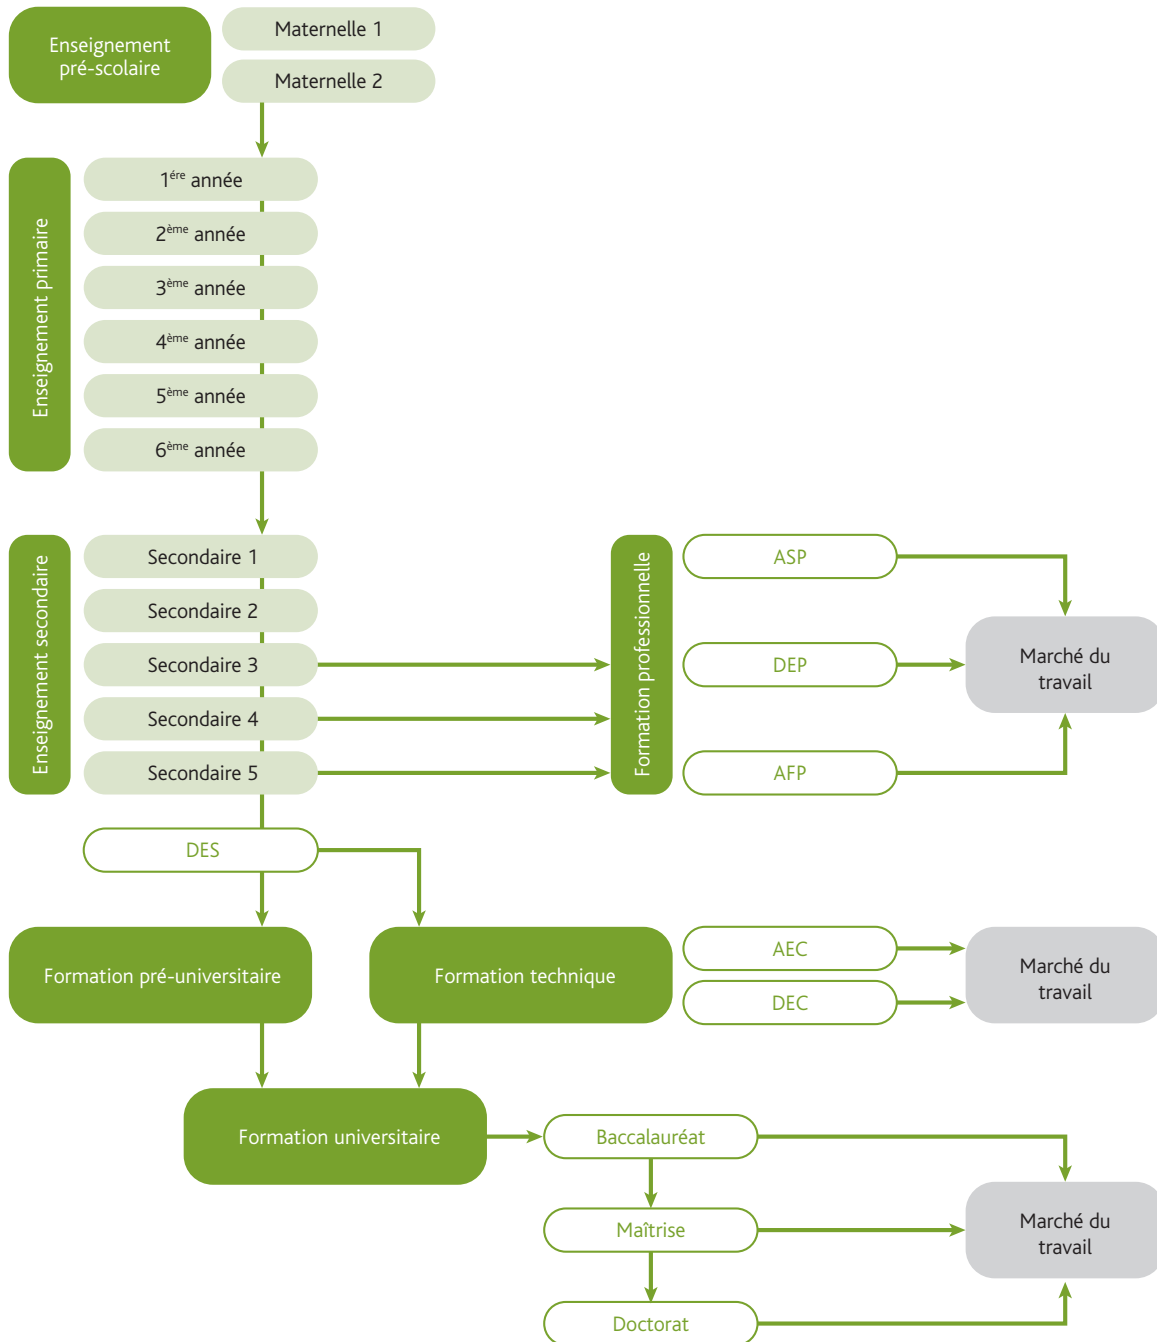 Enseignement
pré-scolaire
Maternelle 1
Maternelle 2
Enseignement primaire
1ére année
2ème année
3ème année
4ème année
5ème année
6ème année
Enseignement secondaire
Secondaire 1
Secondaire 2
Secondaire 3
Secondaire 4
Secondaire 5
Formation professionnelle
ASP
DEP
AFP
Marché du
travail
DES
Formation pré-universitaire
Formation technique
AEC
DEC
Marché du
travail
Formation universitaire
Baccalauréat
Maîtrise
Doctorat
Marché du
travail